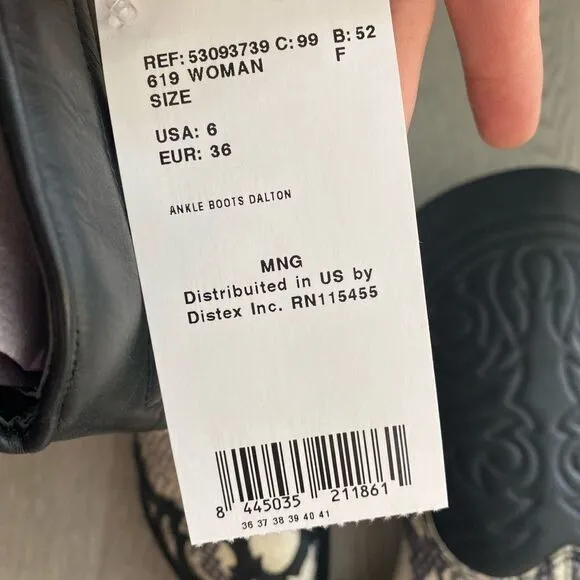 REF: 53093739 C: 99 B: 52
619 WOMAN F
SIZE
USA: 6
EUR: 36
ANKLE BOOTS DALTON
MNG
Distribuited in US by
Distex Inc. RN115455
8 445035 211861
36 37 38 39 40 41